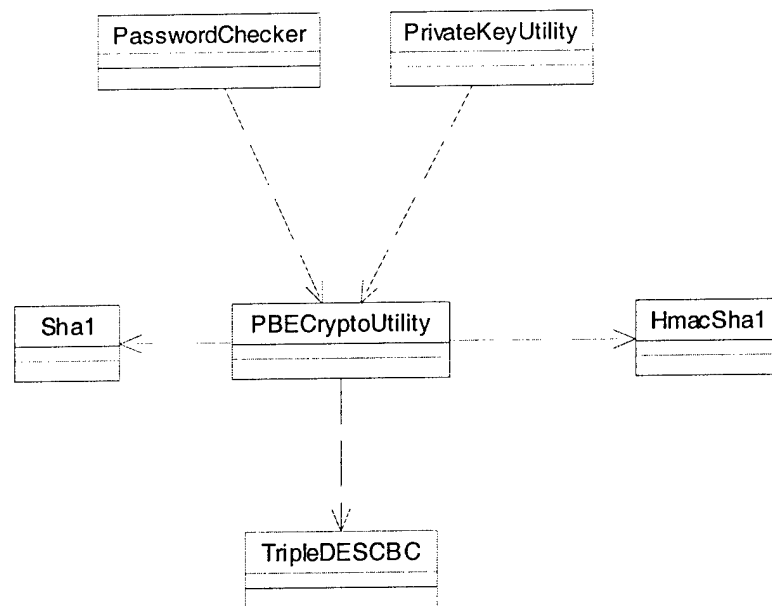 PasswordChecker
PrivateKeyUtility
Sha1
PBECryptoUtility
HmacSha1
TripleDESCBC